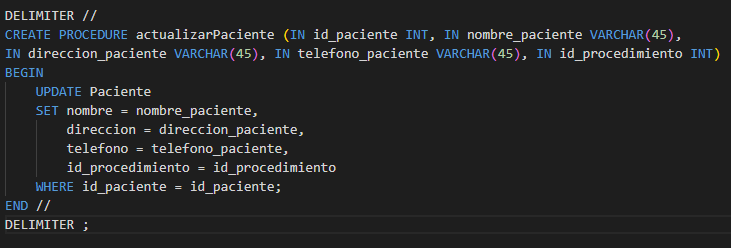 DELIMITER //
CREATE PROCEDURE actualizarPaciente (IN id_paciente INT, IN nombre_paciente VARCHAR(45),
IN direccion_paciente VARCHAR(45), IN telefono_paciente VARCHAR(45), IN id_procedimiento INT)
BEGIN
    UPDATE Paciente
    SET nombre = nombre_paciente,
        direccion = direccion_paciente,
        telefono = telefono_paciente,
        id_procedimiento = id_procedimiento
    WHERE id_paciente = id_paciente;
END //
DELIMITER ;